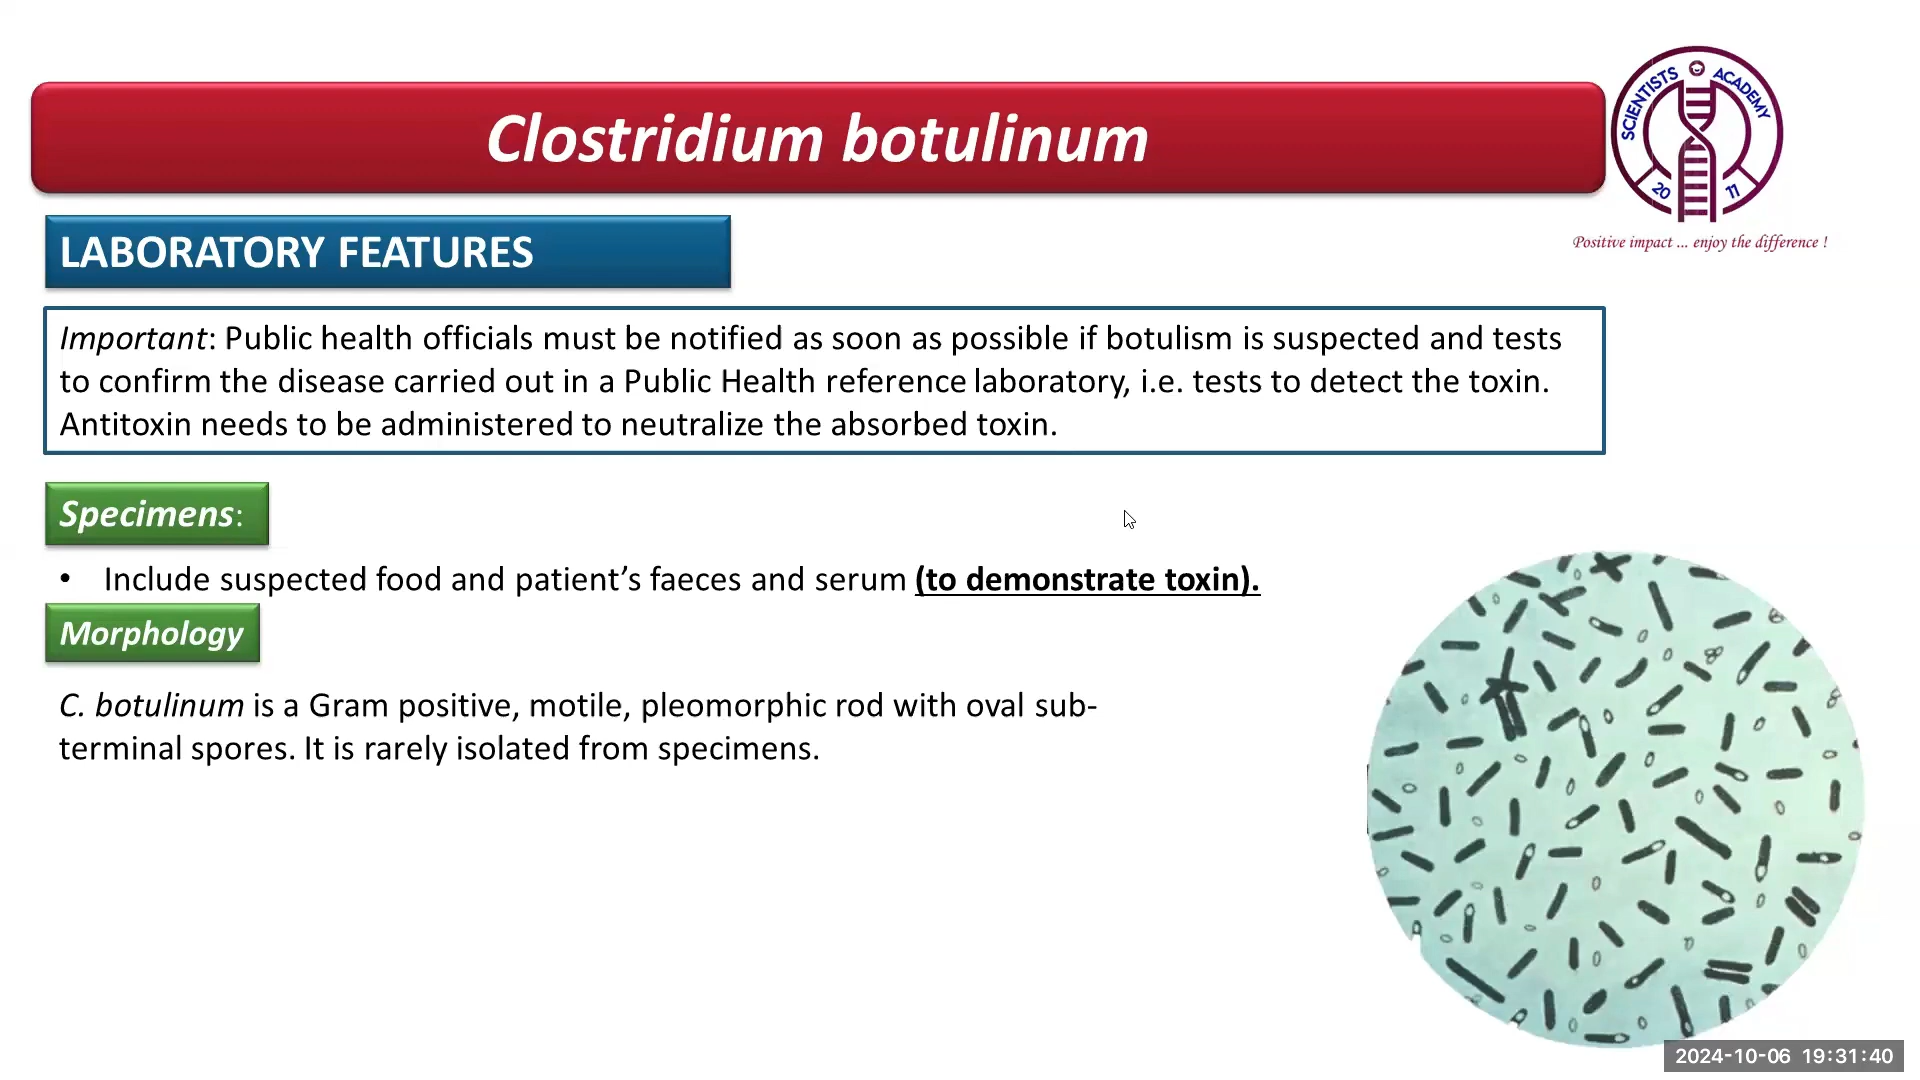 Clostridium botulinum
SCIENTISTS ACADEMY
20 11
Positive impact ... enjoy the difference !
LABORATORY FEATURES
Important: Public health officials must be notified as soon as possible if botulism is suspected and tests
to confirm the disease carried out in a Public Health reference laboratory, i.e. tests to detect the toxin.
Antitoxin needs to be administered to neutralize the absorbed toxin.
Specimens:
• Include suspected food and patient’s faeces and serum (to demonstrate toxin).
Morphology
C. botulinum is a Gram positive, motile, pleomorphic rod with oval sub-
terminal spores. It is rarely isolated from specimens.
2024-10-06 19:31:40